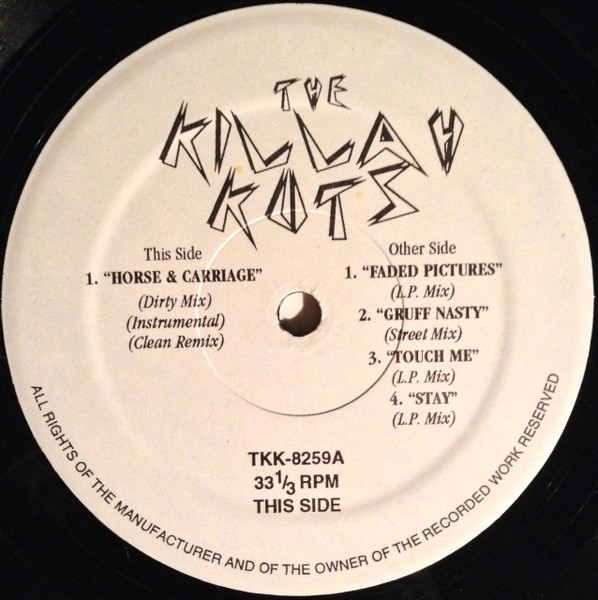 THE
KILLAH
KUTS
This Side
1. "HORSE & CARRIAGE"
(Dirty Mix)
(Instrumental)
(Clean Remix)
Other Side
1. "FADED PICTURES"
(L.P. Mix)
2. "GRUFF NASTY"
(Street Mix)
3. "TOUCH ME"
(L.P. Mix)
4. "STAY"
(L.P. Mix)
TKK-8259A
33 1/3 RPM
THIS SIDE
ALL RIGHTS OF THE MANUFACTURER AND OF THE OWNER OF THE RECORDED WORK RESERVED